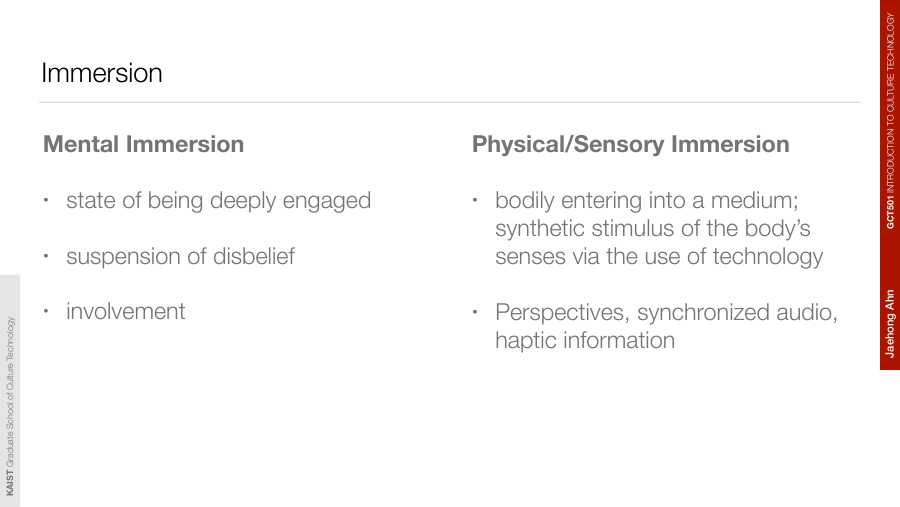 Immersion
Mental Immersion
• state of being deeply engaged
• suspension of disbelief
• involvement
Physical/Sensory Immersion
• bodily entering into a medium;
synthetic stimulus of the body’s
senses via the use of technology
• Perspectives, synchronized audio,
haptic information
GCT501 INTRODUCTION TO CULTURE TECHNOLOGY
Jaehong Ahn
KAIST Graduate School of Culture Technology